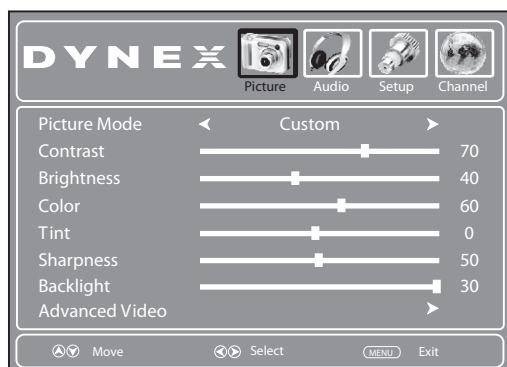 DYNEX
Picture Audio Setup Channel
Picture Mode Custom
Contrast 70
Brightness 40
Color 60
Tint 0
Sharpness 50
Backlight 30
Advanced Video
Move Select MENU Exit